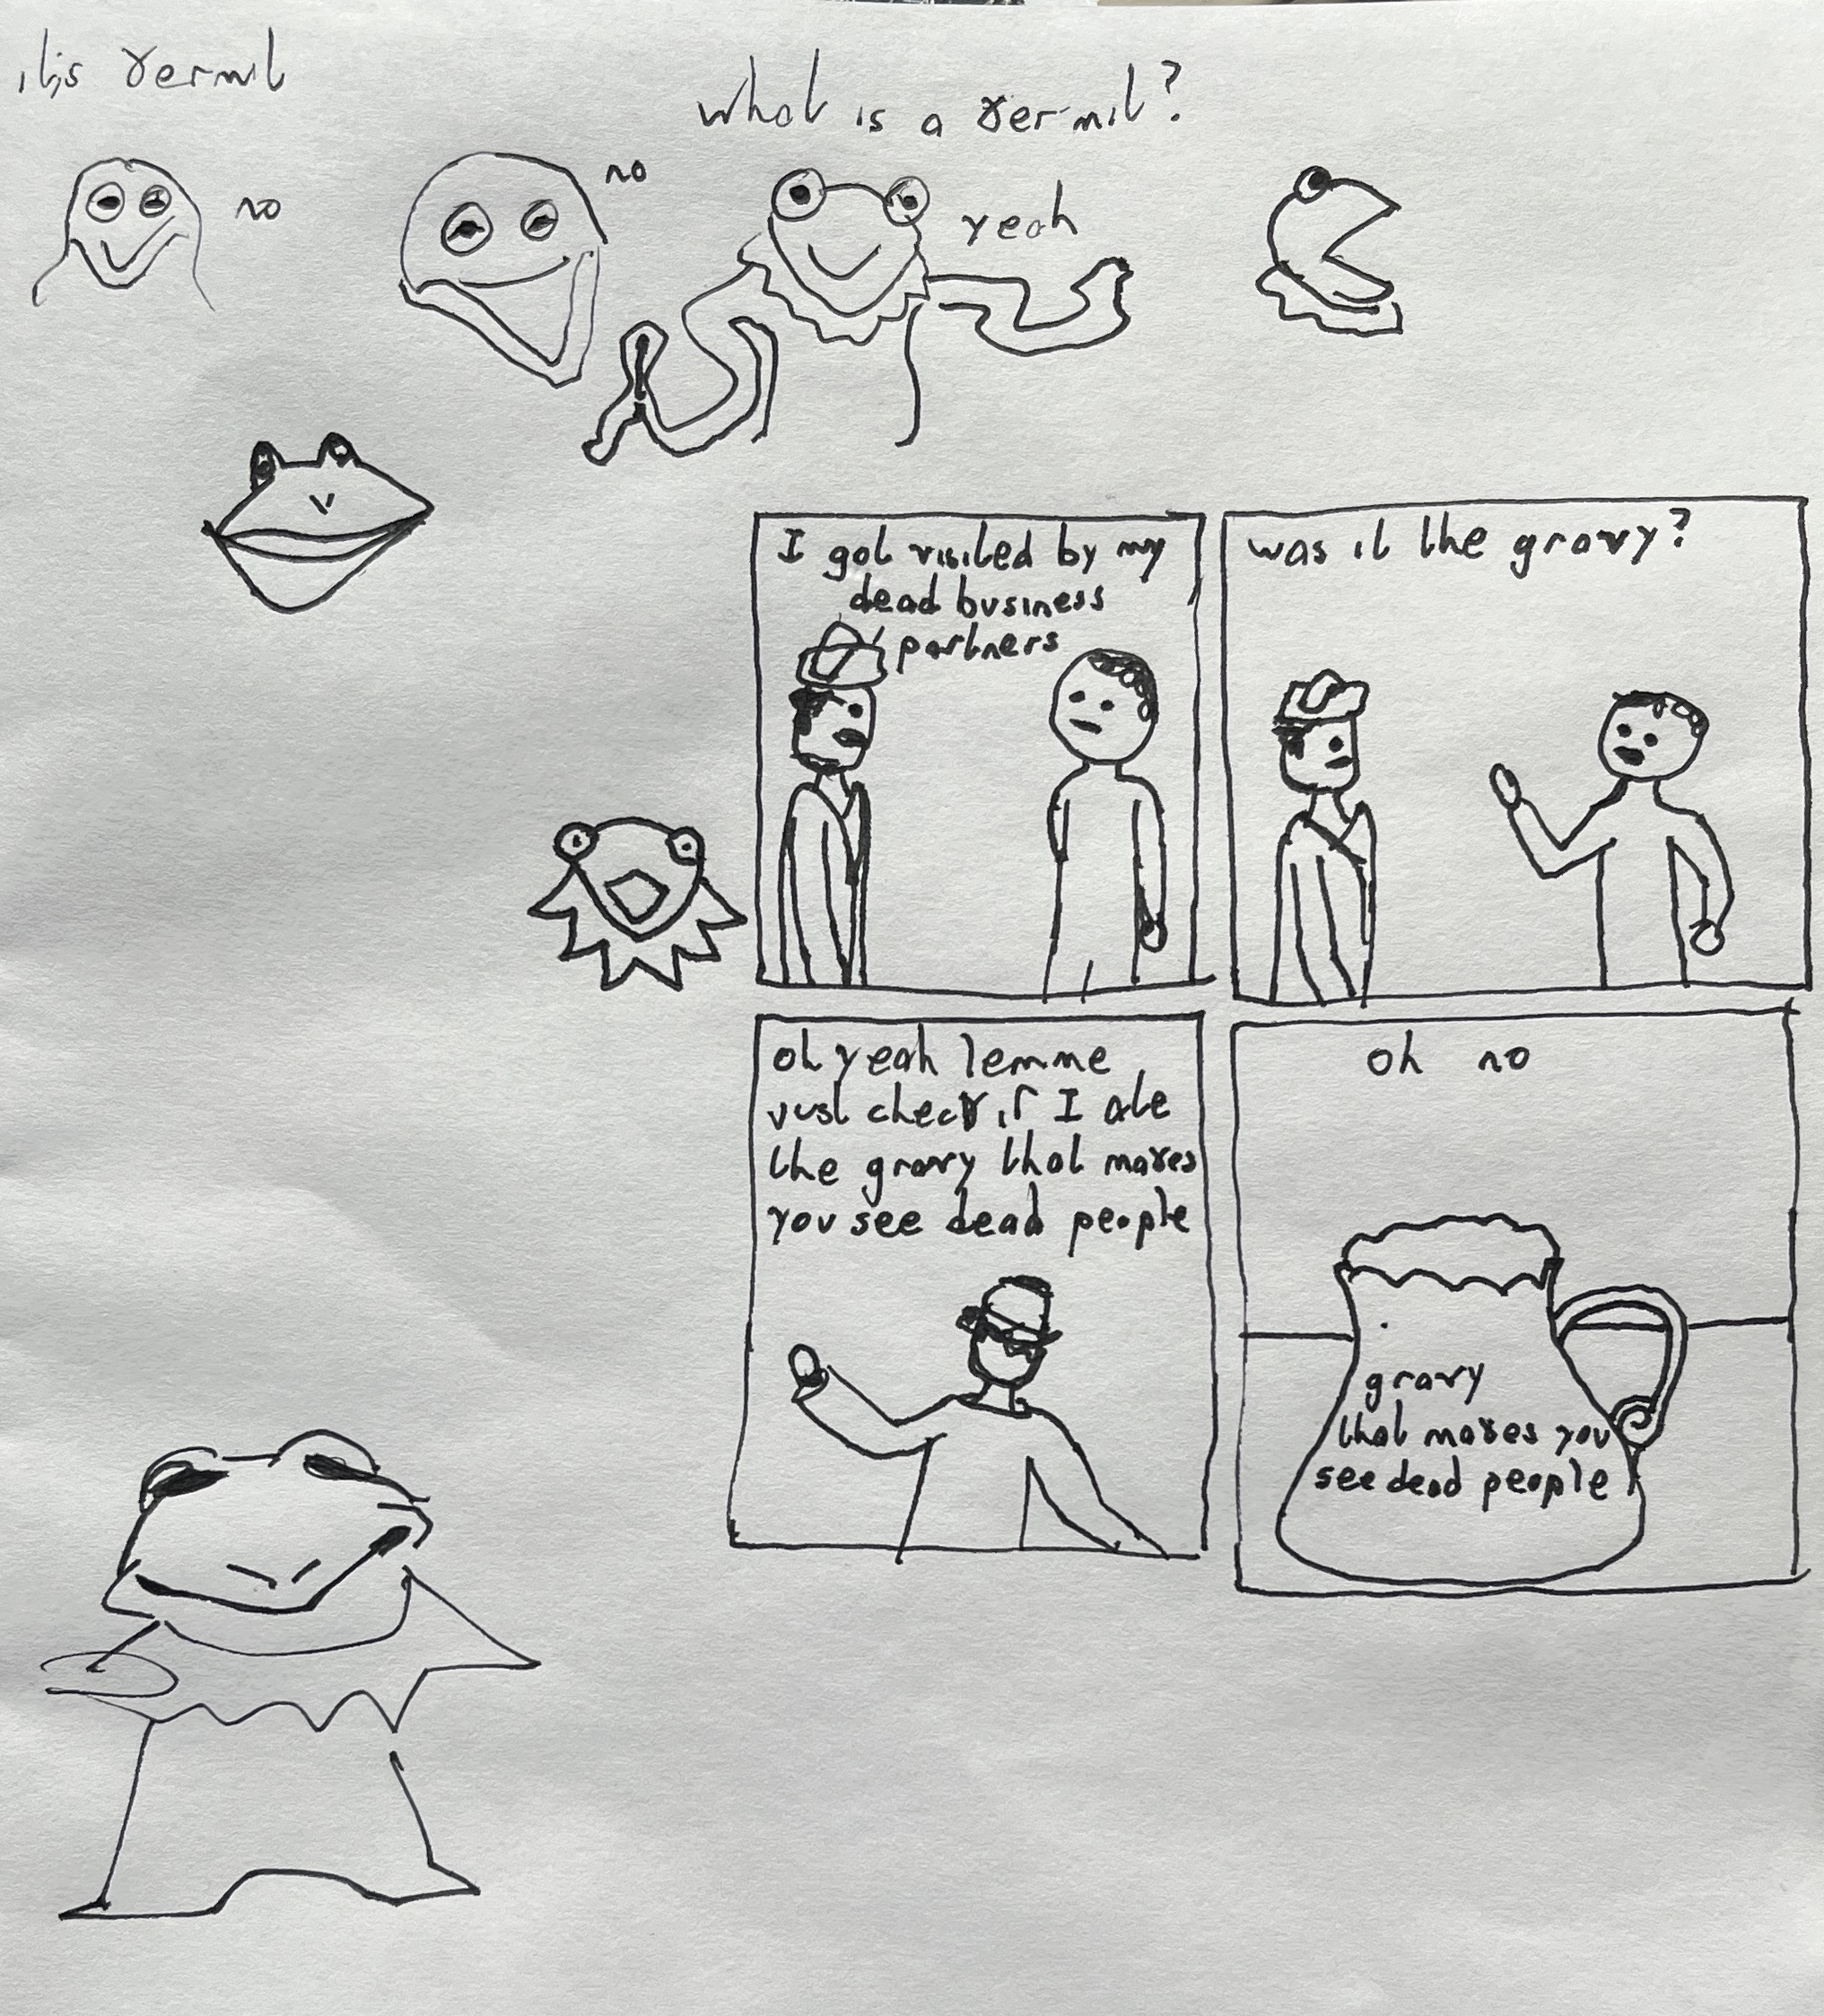 it's kermit
what is a kermit?
no
no
yeah
I got visited by my
dead business
partners
was it the gravy?
oh yeah lemme
just check if I ate
the gravy that makes
you see dead people
oh no
gravy
that makes you
see dead people